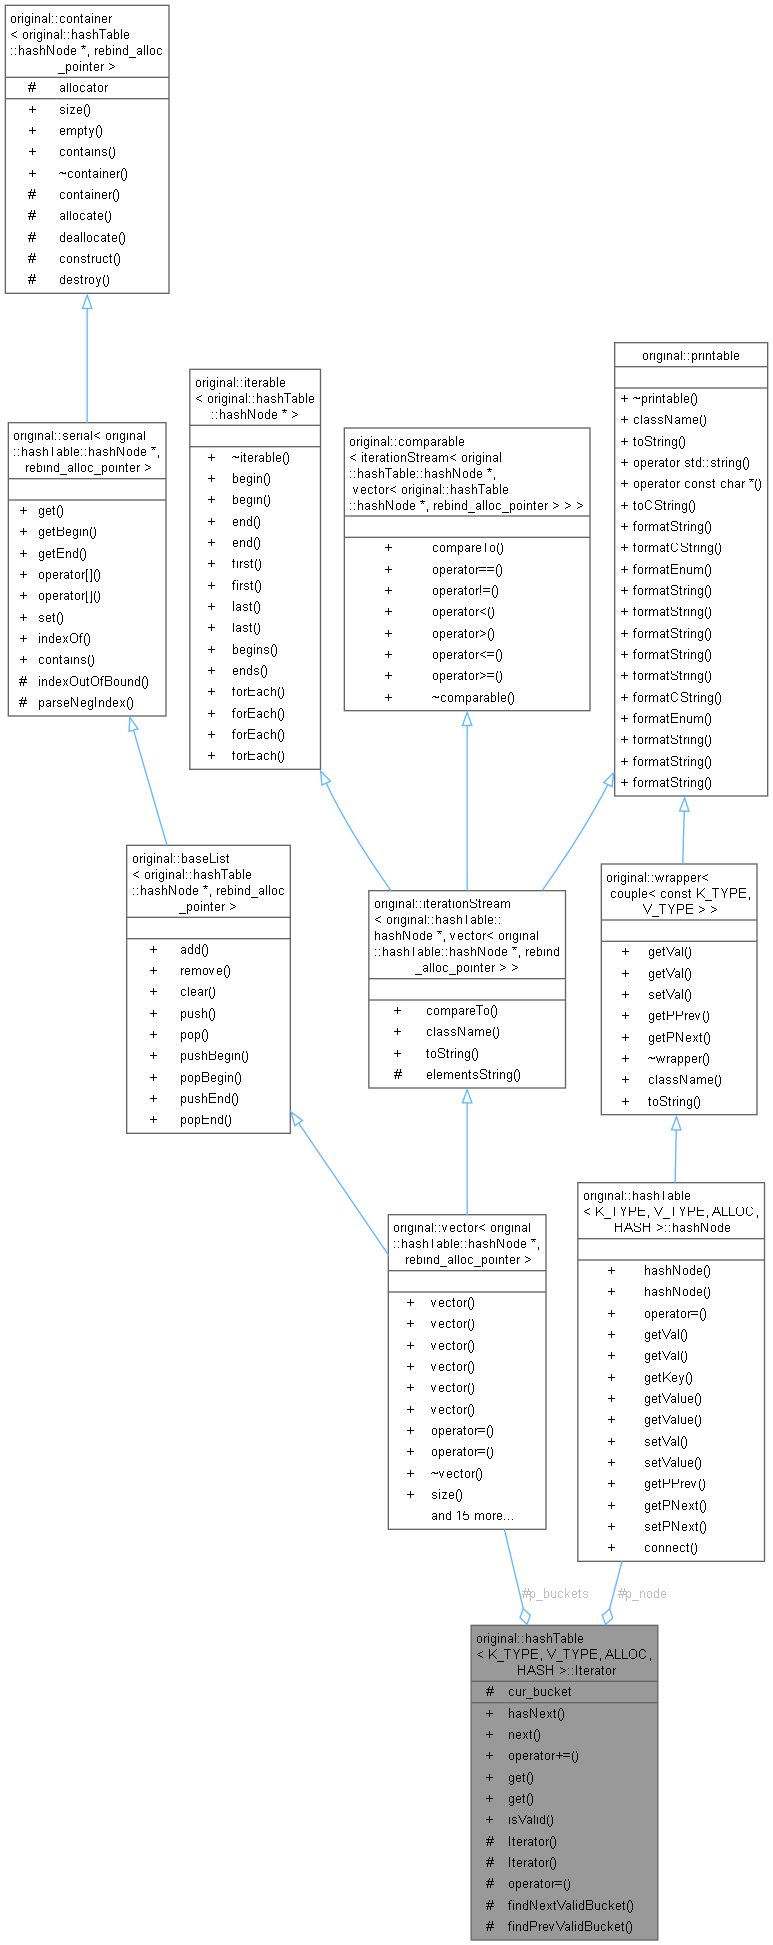 original::container
< original::hashTable
::hashNode *, rebind_alloc
_pointer >
# allocator
+ size()
+ empty()
+ contains()
+ ~container()
# container()
# allocate()
# deallocate()
# construct()
# destroy()
original::serial< original
::hashTable::hashNode *,
rebind_alloc_pointer >
+ get()
+ getBegin()
+ getEnd()
+ operator[]()
+ operator[]()
+ set()
+ indexOf()
+ contains()
# indexOutOfBound()
# parseNegIndex()
original::iterable
< original::hashTable
::hashNode * >
+ ~iterable()
+ begin()
+ begin()
+ end()
+ end()
+ first()
+ first()
+ last()
+ last()
+ begins()
+ ends()
+ forEach()
+ forEach()
+ forEach()
+ forEach()
original::comparable
< iterationStream< original
::hashTable::hashNode *,
vector< original::hashTable
::hashNode *, rebind_alloc_pointer > > >
+ compareTo()
+ operator==()
+ operator!=()
+ operator<()
+ operator>()
+ operator<=()
+ operator>=()
+ ~comparable()
original::printable
+ ~printable()
+ className()
+ toString()
+ operator std::string()
+ operator const char *()
+ toCString()
+ formatString()
+ formatCString()
+ formatEnum()
+ formatString()
+ formatString()
+ formatString()
+ formatString()
+ formatString()
+ formatCString()
+ formatEnum()
+ formatString()
+ formatString()
+ formatString()
original::baseList
< original::hashTable
::hashNode *, rebind_alloc
_pointer >
+ add()
+ remove()
+ clear()
+ push()
+ pop()
+ pushBegin()
+ popBegin()
+ pushEnd()
+ popEnd()
original::iterationStream
< original::hashTable::
hashNode *, vector< original
::hashTable::hashNode *, rebind
_alloc_pointer > >
+ compareTo()
+ className()
+ toString()
# elementsString()
original::wrapper<
couple< const K_TYPE,
V_TYPE > >
+ getVal()
+ getVal()
+ setVal()
+ getPPrev()
+ getPNext()
+ ~wrapper()
+ className()
+ toString()
original::vector< original
::hashTable::hashNode *,
rebind_alloc_pointer >
+ vector()
+ vector()
+ vector()
+ vector()
+ vector()
+ vector()
+ operator=()
+ operator=()
+ ~vector()
+ size()
and 15 more...
original::hashTable
< K_TYPE, V_TYPE, ALLOC,
HASH >::hashNode
+ hashNode()
+ hashNode()
+ operator=()
+ getVal()
+ getVal()
+ getKey()
+ getValue()
+ getValue()
+ setVal()
+ setValue()
+ getPPrev()
+ getPNext()
+ setPNext()
+ connect()
#p_buckets
#p_node
original::hashTable
< K_TYPE, V_TYPE, ALLOC,
HASH >::Iterator
# cur_bucket
+ hasNext()
+ next()
+ operator+=()
+ get()
+ get()
+ isValid()
# Iterator()
# Iterator()
# operator=()
# findNextValidBucket()
# findPrevValidBucket()